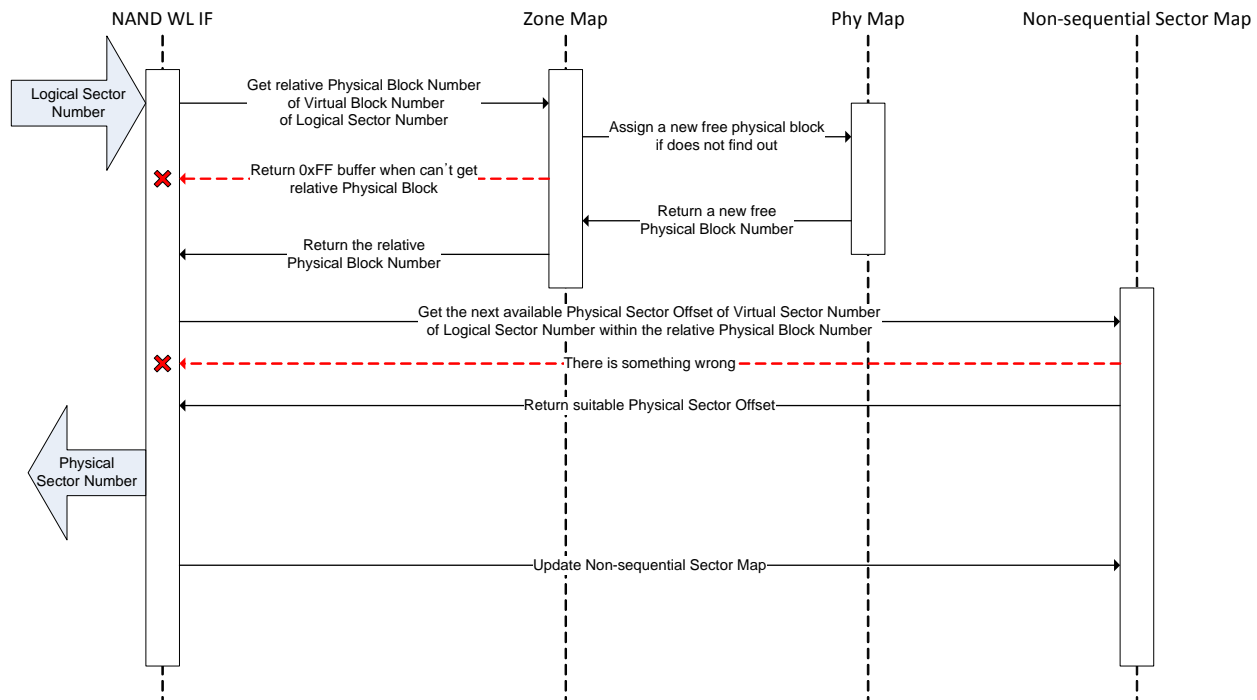 NAND WL IF
Zone Map
Phy Map
Non-sequential Sector Map
Logical Sector
Number
Get relative Physical Block Number
of Virtual Block Number
of Logical Sector Number
Assign a new free physical block
if does not find out
Return 0xFF buffer when can't get
relative Physical Block
Return a new free
Physical Block Number
Return the relative
Physical Block Number
Get the next available Physical Sector Offset of Virtual Sector Number
of Logical Sector Number within the relative Physical Block Number
There is something wrong
Return suitable Physical Sector Offset
Physical
Sector Number
Update Non-sequential Sector Map